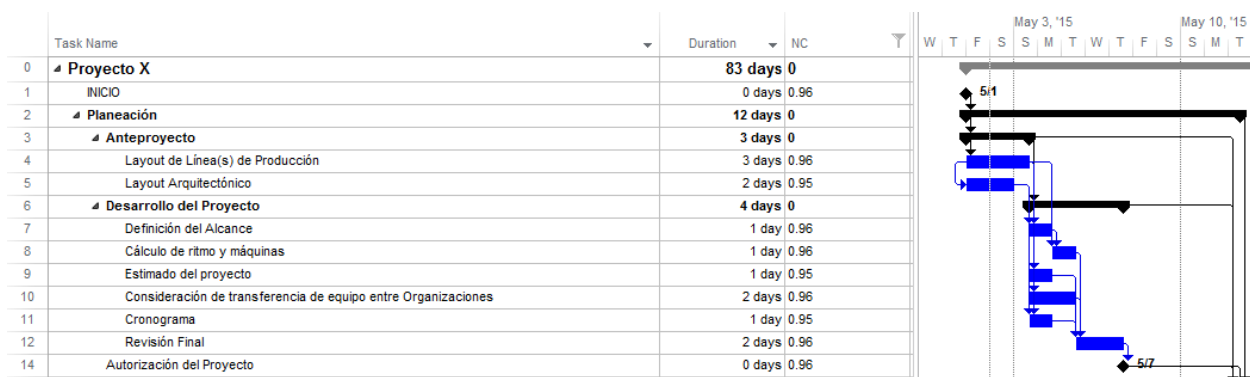 May 3, '15 May 10, '15
Task Name Duration NC W T F S S M T W T F S S M T
0 Proyecto X 83 days 0
1 INICIO 0 days 0.96 5/1
2 Planeación 12 days 0
3 Anteproyecto 3 days 0
4 Layout de Línea(s) de Producción 3 days 0.96
5 Layout Arquitectónico 2 days 0.95
6 Desarrollo del Proyecto 4 days 0
7 Definición del Alcance 1 day 0.96
8 Cálculo de ritmo y máquinas 1 day 0.96
9 Estimado del proyecto 1 day 0.95
10 Consideración de transferencia de equipo entre Organizaciones 2 days 0.96
11 Cronograma 1 day 0.95
12 Revisión Final 2 days 0.96
14 Autorización del Proyecto 0 days 0.96 5/7